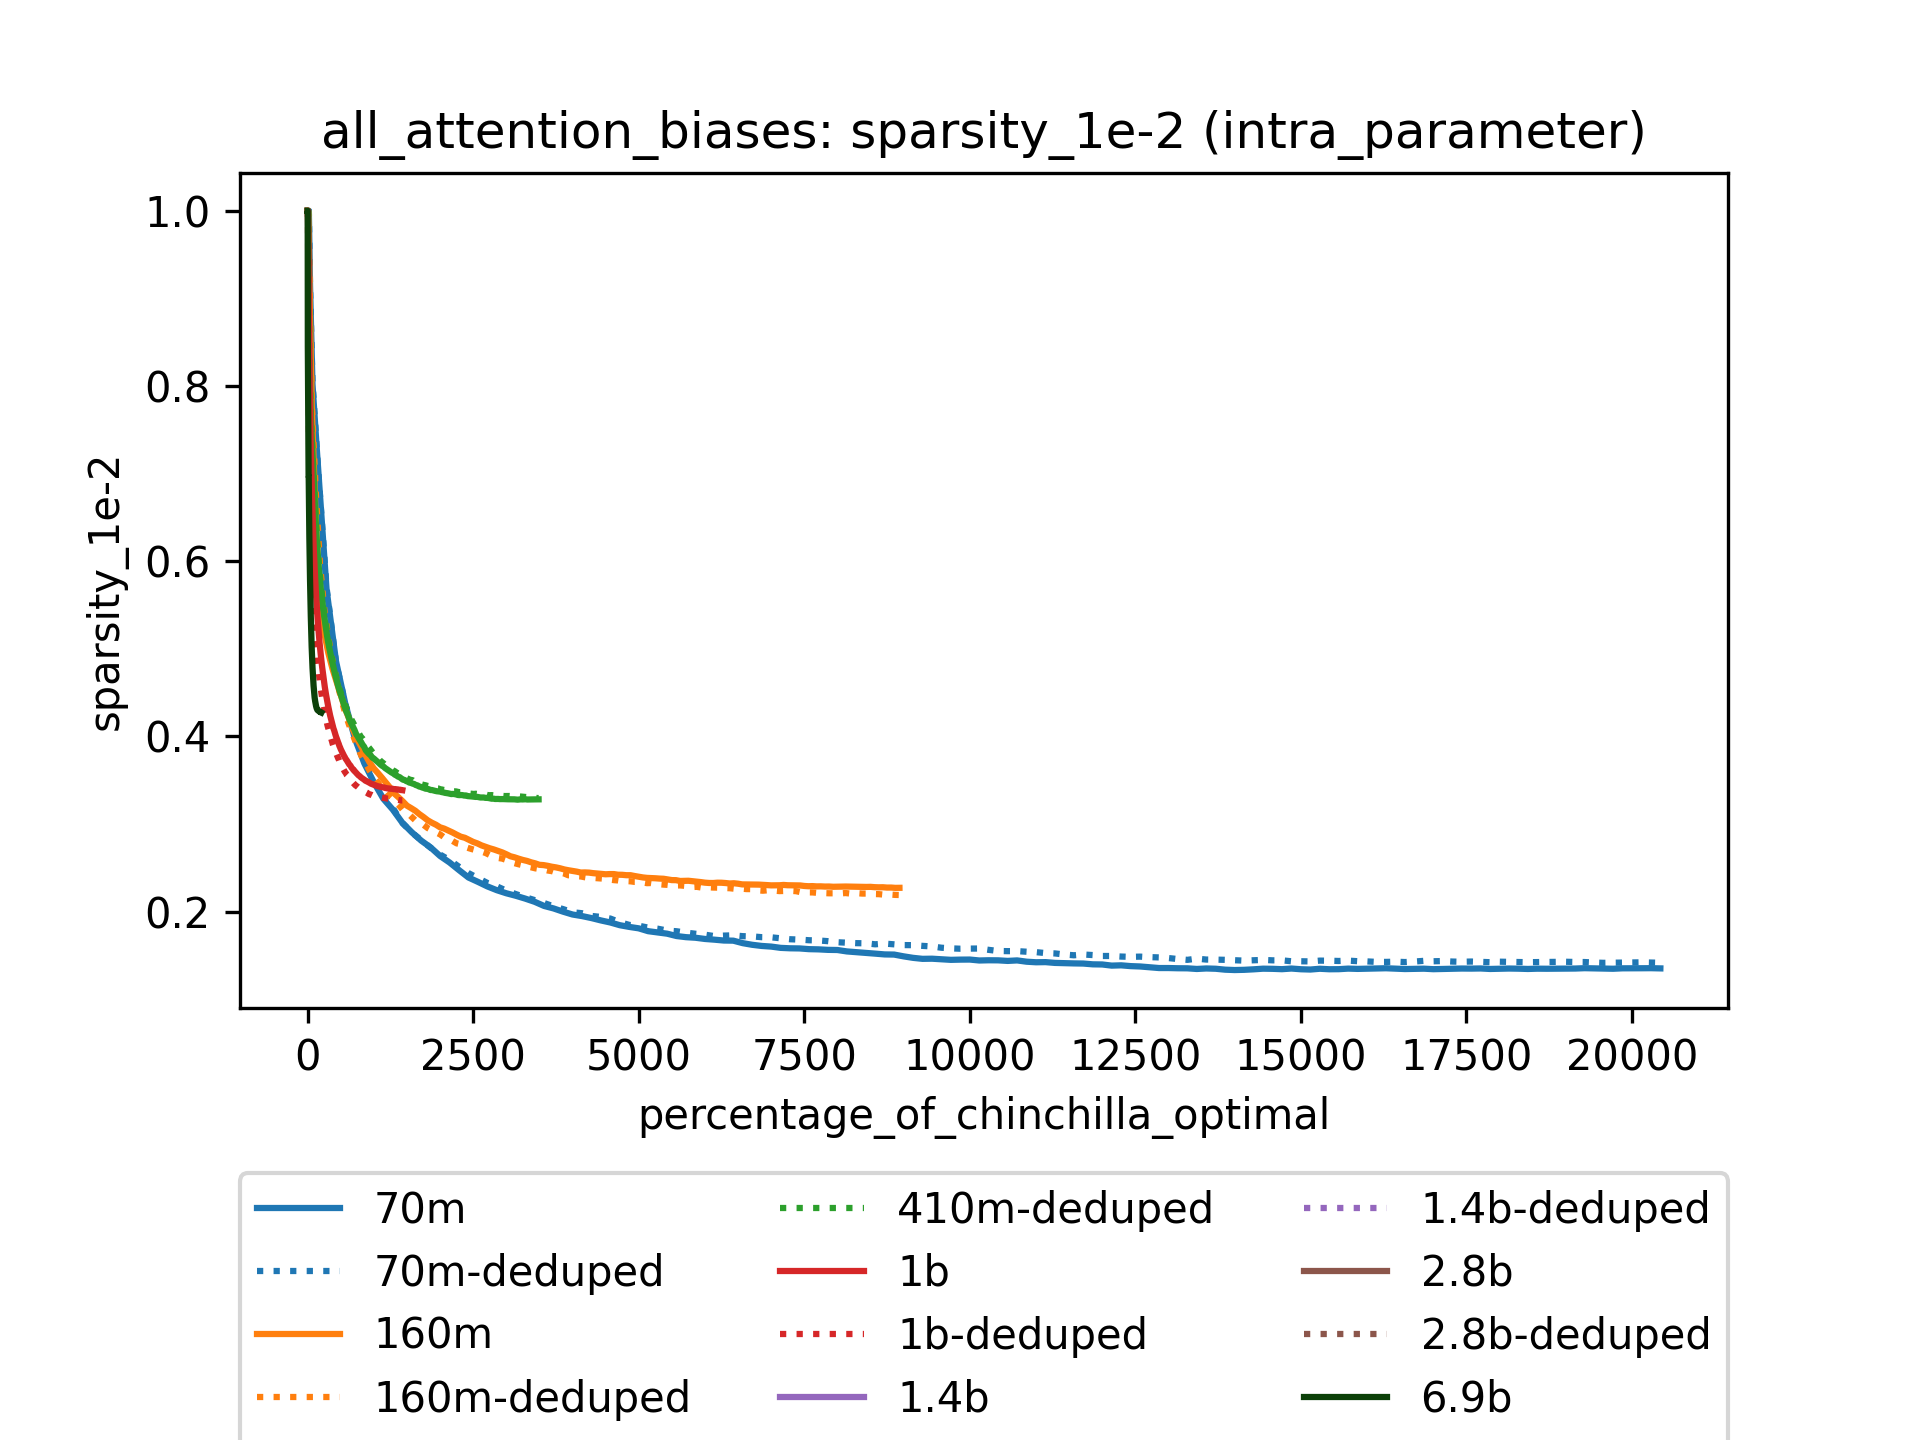 all_attention_biases: sparsity_1e-2 (intra_parameter)
sparsity_1e-2
1.0
0.8
0.6
0.4
0.2
0 2500 5000 7500 10000 12500 15000 17500 20000
percentage_of_chinchilla_optimal
70m
70m-deduped
160m
160m-deduped
410m-deduped
1b
1b-deduped
1.4b
1.4b-deduped
2.8b
2.8b-deduped
6.9b